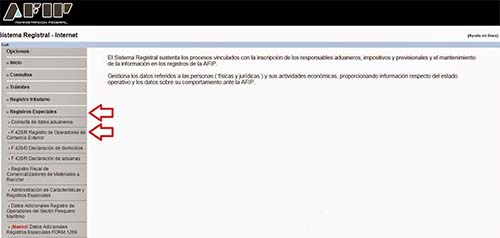 AFIP
ADMINISTRACION FEDERAL
Sistema Registral - Internet
[Ayuda en línea]
Opciones
» Inicio
» Consultas
» Trámites
» Registro tributario
» Registros Especiales
» Consulta de datos aduaneros
» F 420/R Registro de Operadores de
Comercio Exterior
» F 420/D Declaración de domicilios
» F 420/R Declaración de aduanas
» Registro Fiscal de
Comercializadores de Materiales a
Reciclar
» Administración de Características y
Registros Especiales
» Datos Adicionales Registro de
Operadores del Sector Pesquero
Marítimo
» ¡Nuevo! Datos Adicionales
Registros Especiales FORM.1268
El Sistema Registral sustenta los procesos vinculados con la inscripción de los responsables aduaneros, impositivos y previsionales y el mantenimiento
de la información en los registros de la AFIP.
Gestiona los datos referidos a las personas ( físicas y jurídicas ) y sus actividades económicas, proporcionando información respecto del estado
operativo y los datos sobre su comportamiento ante la AFIP.